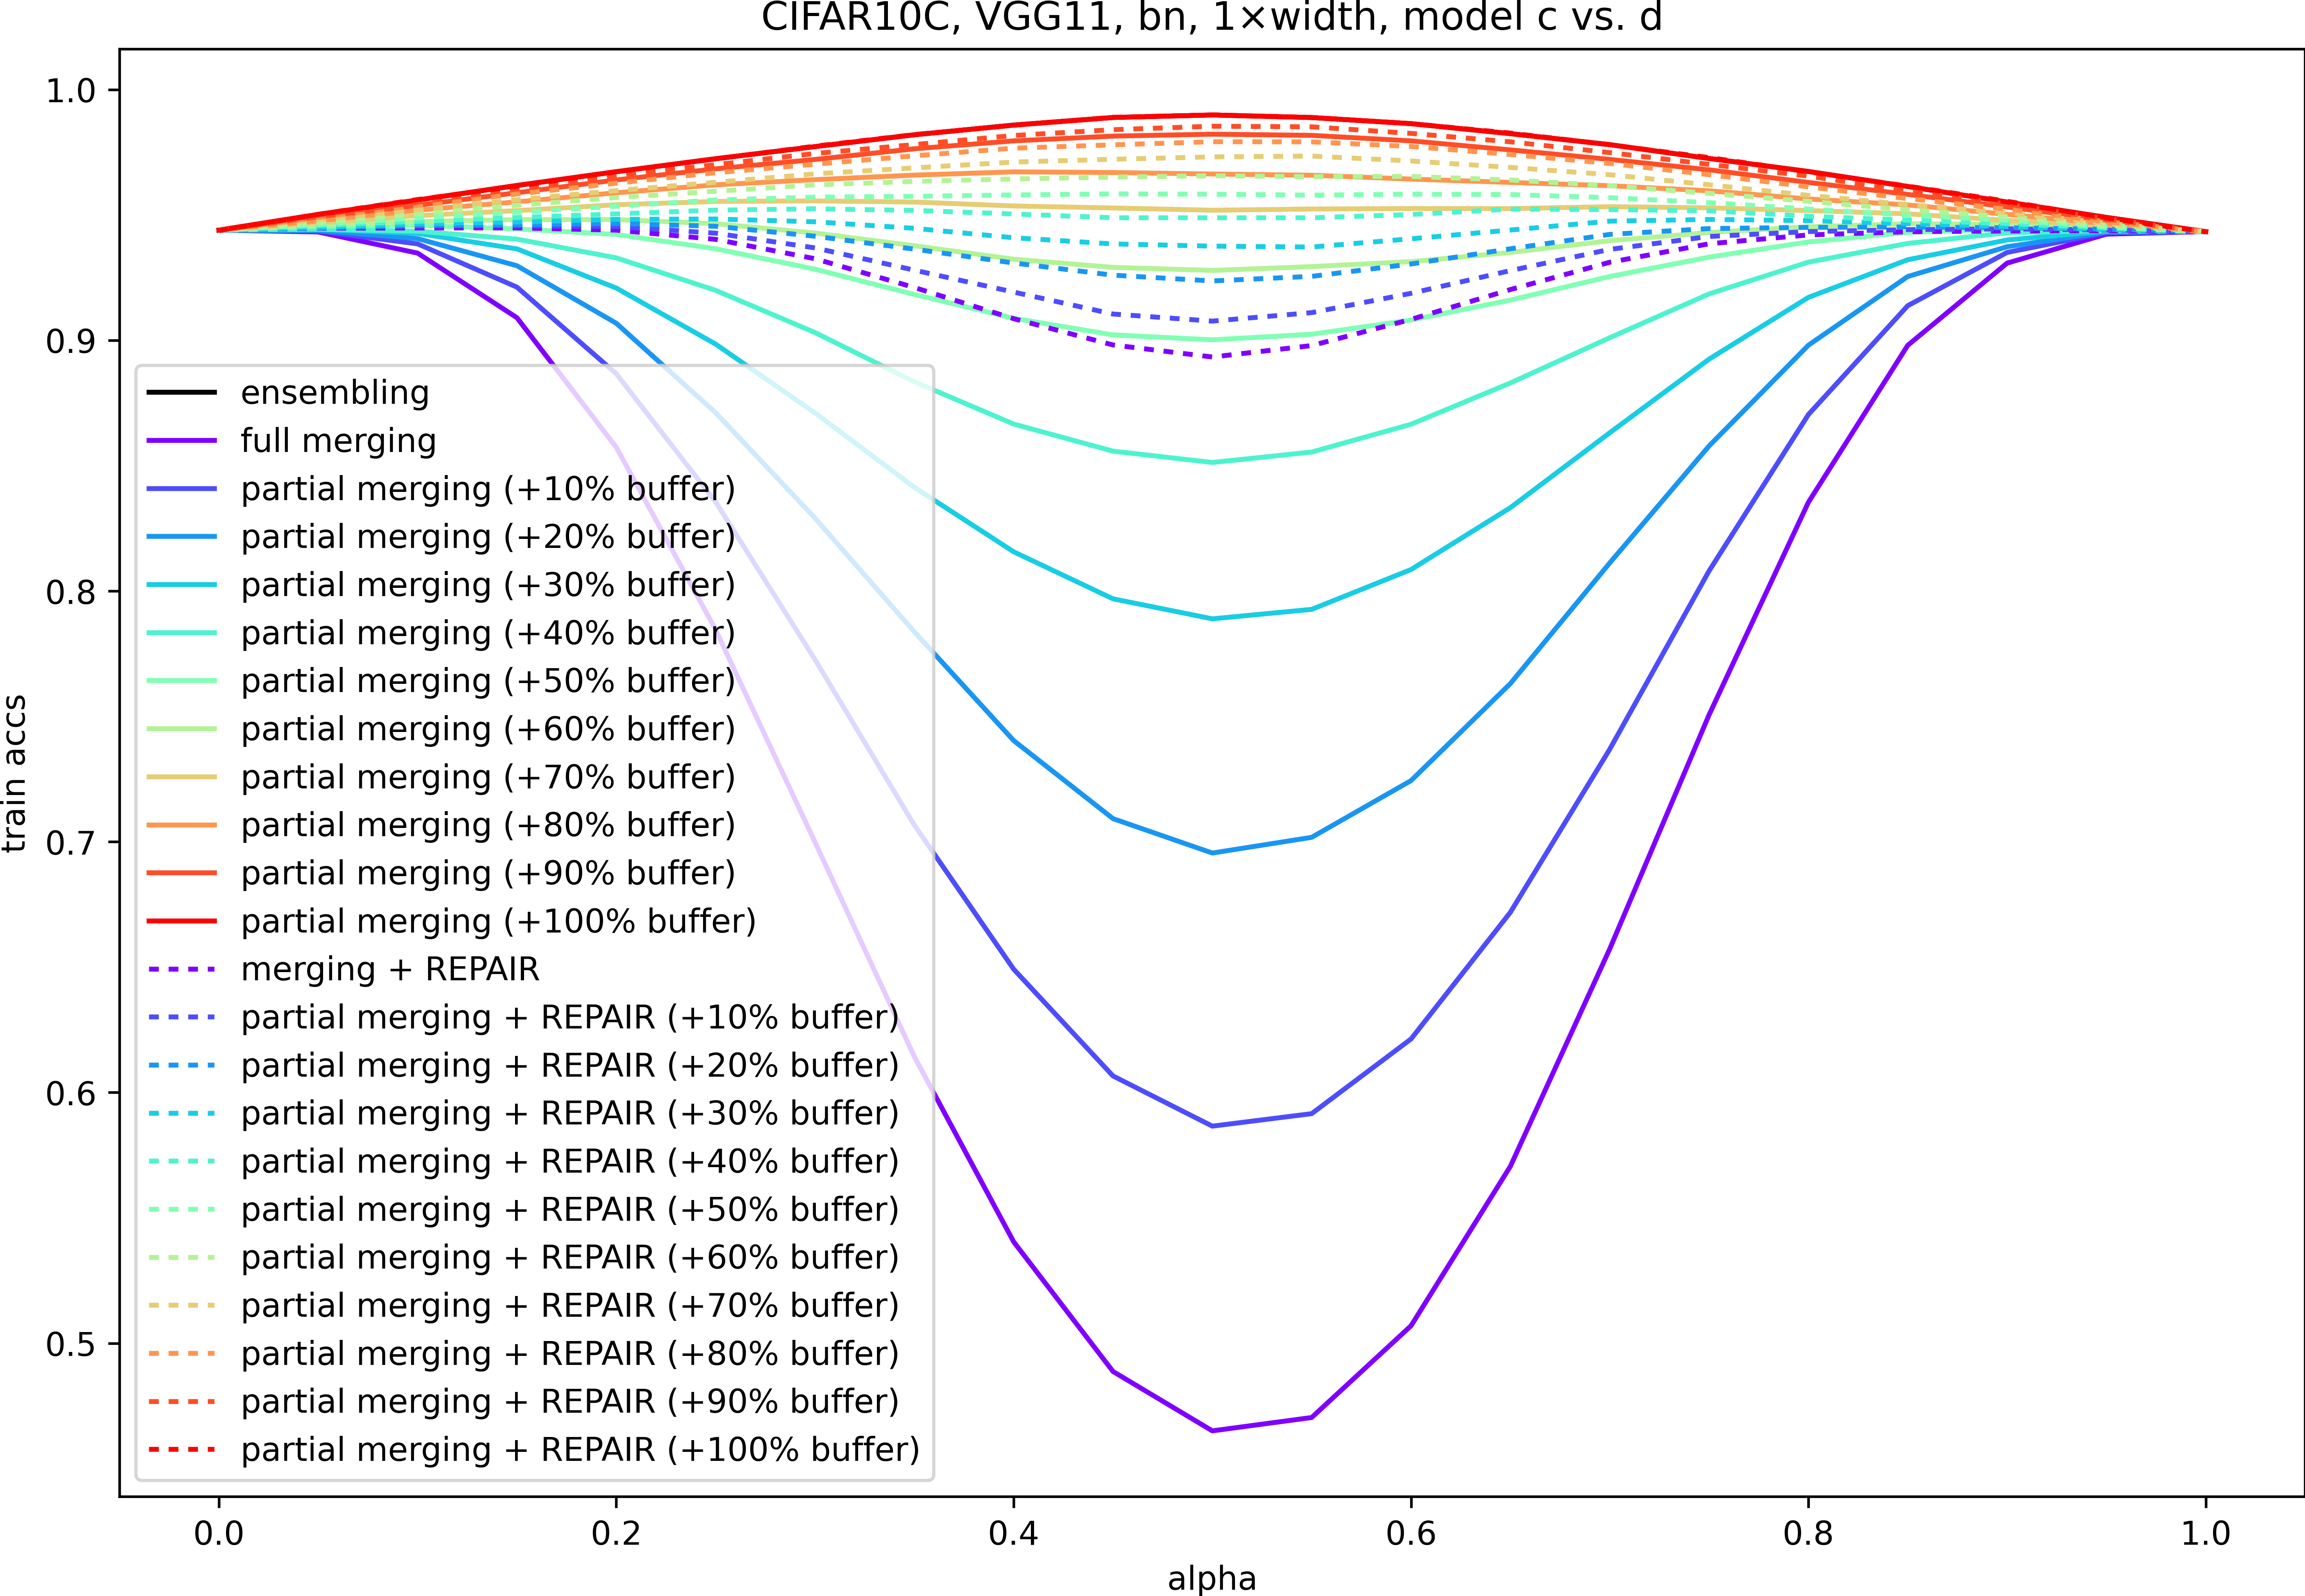 CIFAR10C, VGG11, bn, 1×width, model c vs. d
1.0
0.9
0.8
0.7
0.6
0.5
train accs
ensembling
full merging
partial merging (+10% buffer)
partial merging (+20% buffer)
partial merging (+30% buffer)
partial merging (+40% buffer)
partial merging (+50% buffer)
partial merging (+60% buffer)
partial merging (+70% buffer)
partial merging (+80% buffer)
partial merging (+90% buffer)
partial merging (+100% buffer)
merging + REPAIR
partial merging + REPAIR (+10% buffer)
partial merging + REPAIR (+20% buffer)
partial merging + REPAIR (+30% buffer)
partial merging + REPAIR (+40% buffer)
partial merging + REPAIR (+50% buffer)
partial merging + REPAIR (+60% buffer)
partial merging + REPAIR (+70% buffer)
partial merging + REPAIR (+80% buffer)
partial merging + REPAIR (+90% buffer)
partial merging + REPAIR (+100% buffer)
0.0 0.2 0.4 0.6 0.8 1.0
alpha